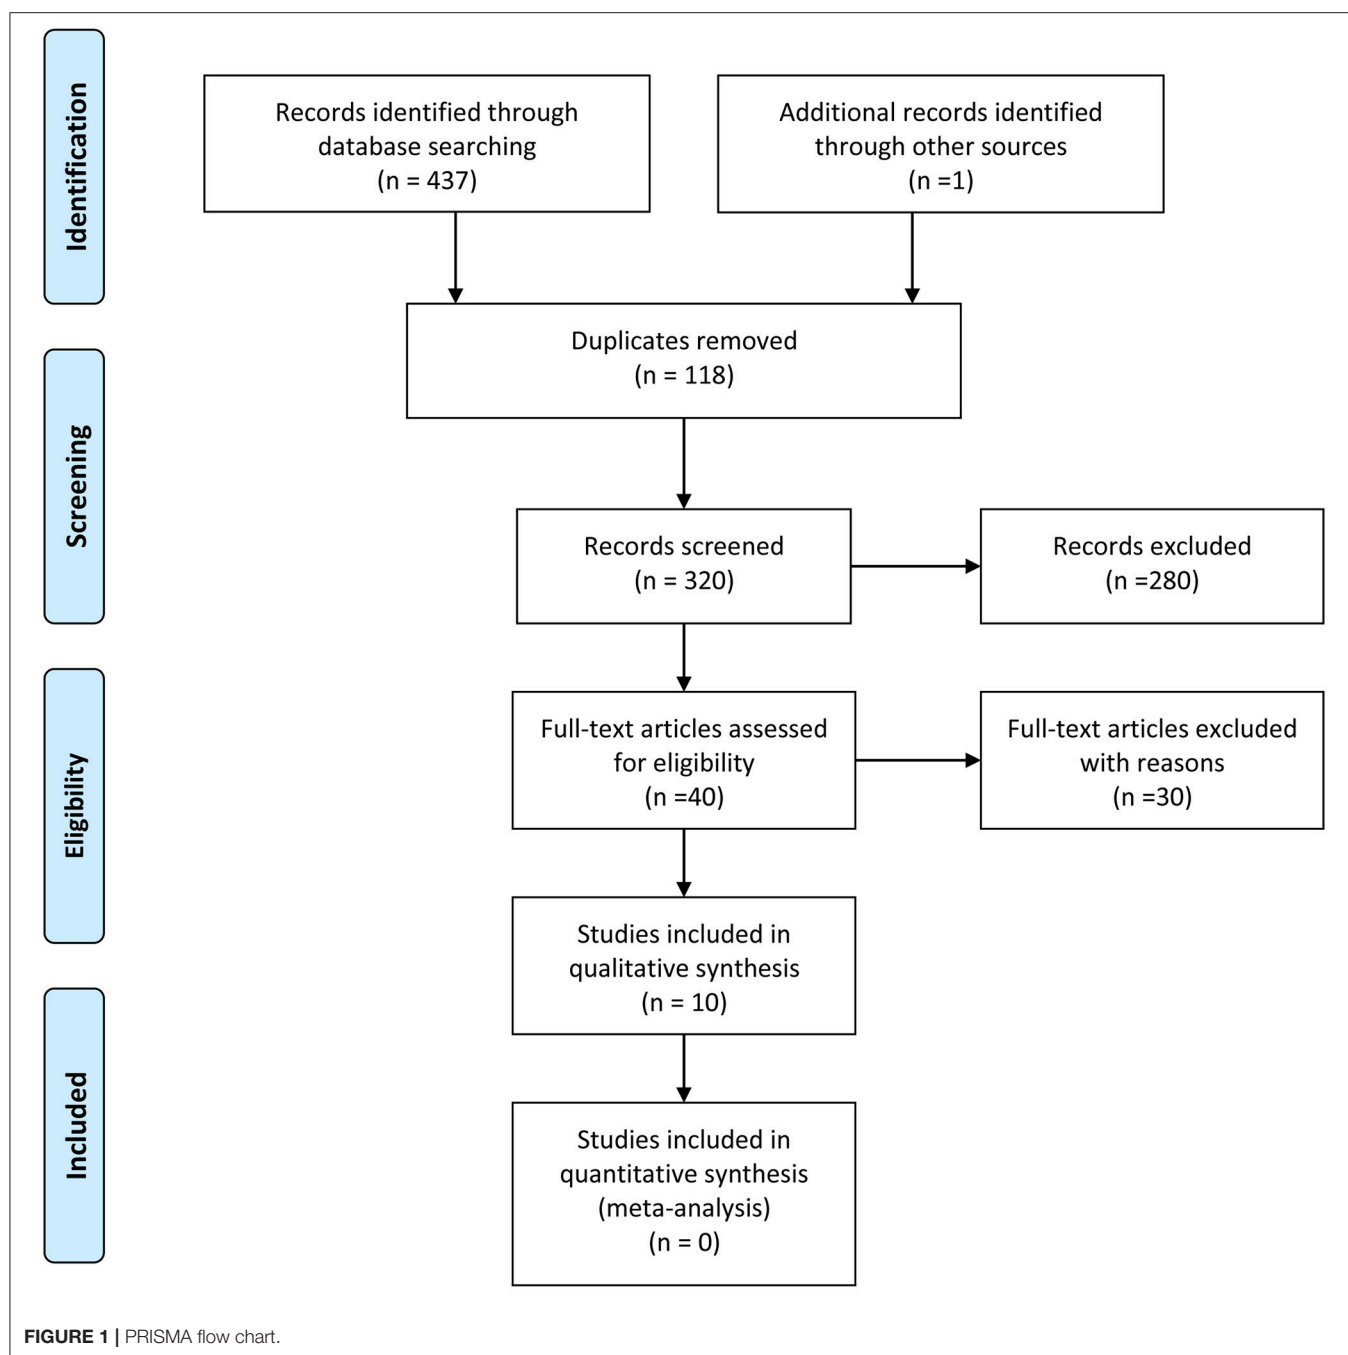 Identification
Records identified through
database searching
(n = 437)
Additional records identified
through other sources
(n =1)
Duplicates removed
(n = 118)
Screening
Records screened
(n = 320)
Records excluded
(n =280)
Eligibility
Full-text articles assessed
for eligibility
(n =40)
Full-text articles excluded
with reasons
(n =30)
Studies included in
qualitative synthesis
(n = 10)
Included
Studies included in
quantitative synthesis
(meta-analysis)
(n = 0)
FIGURE 1 | PRISMA flow chart.